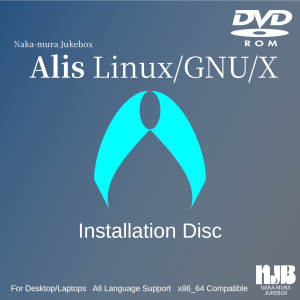 DVD
ROM
Naka-mura Jukebox
Alis Linux/GNU/X
Installation Disc
For Desktop/Laptops All Language Support x86_64 Compatible
NJB
NAKA-MURA
JUKEBOX